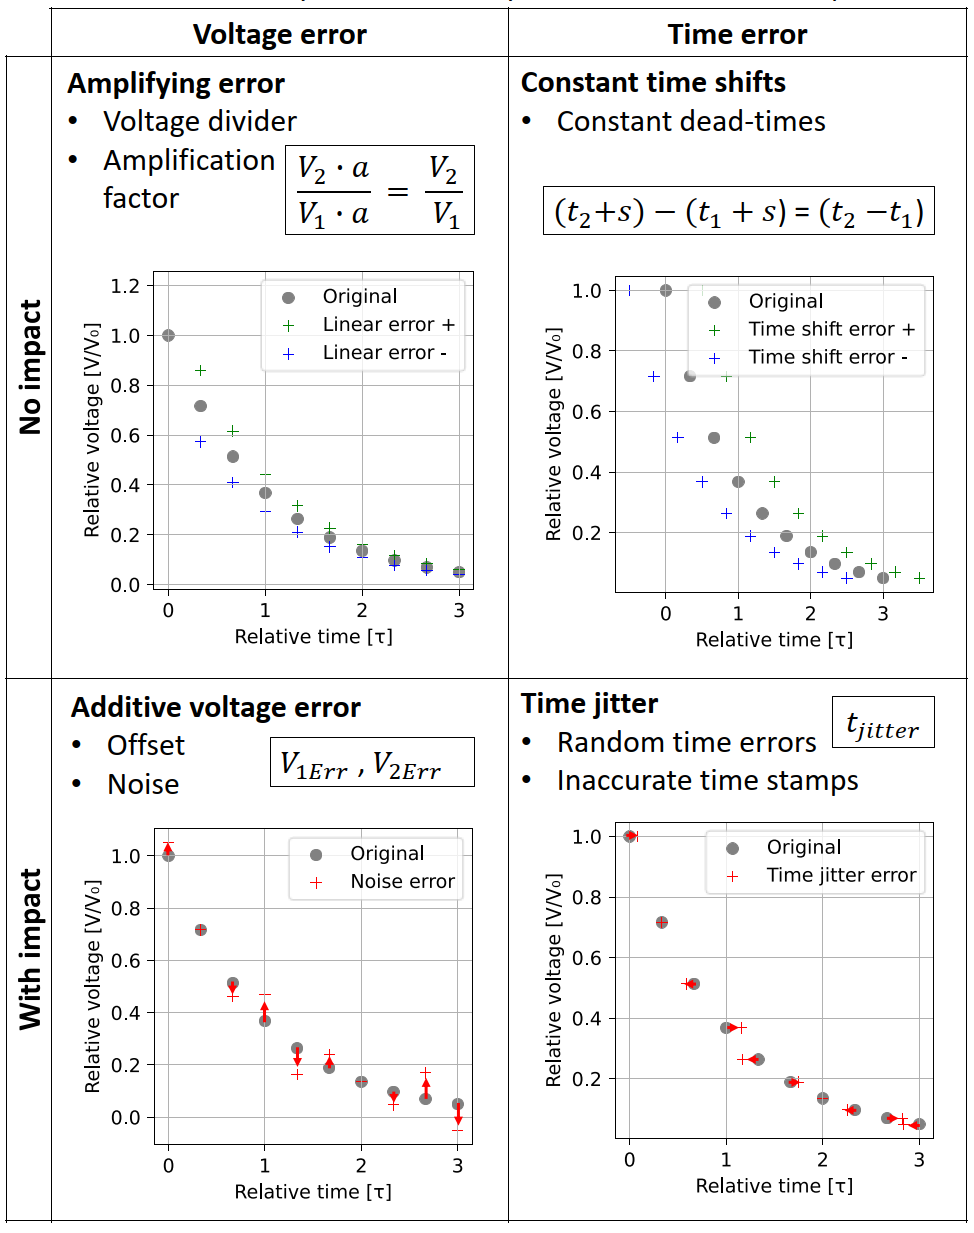 Voltage error
Time error
No impact
Amplifying error
• Voltage divider
• Amplification
factor
V₂ · a / V₁ · a = V₂ / V₁
1.2
1.0
0.8
0.6
0.4
0.2
0.0
Relative voltage [V/V₀]
Original
Linear error +
Linear error -
0 1 2 3
Relative time [τ]
Constant time shifts
• Constant dead-times
(t₂+s) − (t₁ + s) = (t₂ −t₁)
1.0
0.8
0.6
0.4
0.2
Relative voltage [V/V₀]
Original
Time shift error +
Time shift error -
0 1 2 3
Relative time [τ]
With impact
Additive voltage error
• Offset
• Noise
V₁Err , V₂Err
1.0
0.8
0.6
0.4
0.2
0.0
Relative voltage [V/V₀]
Original
Noise error
0 1 2 3
Relative time [τ]
Time jitter
• Random time errors
• Inaccurate time stamps
t jitter
1.0
0.8
0.6
0.4
0.2
Relative voltage [V/V₀]
Original
Time jitter error
0 1 2 3
Relative time [τ]